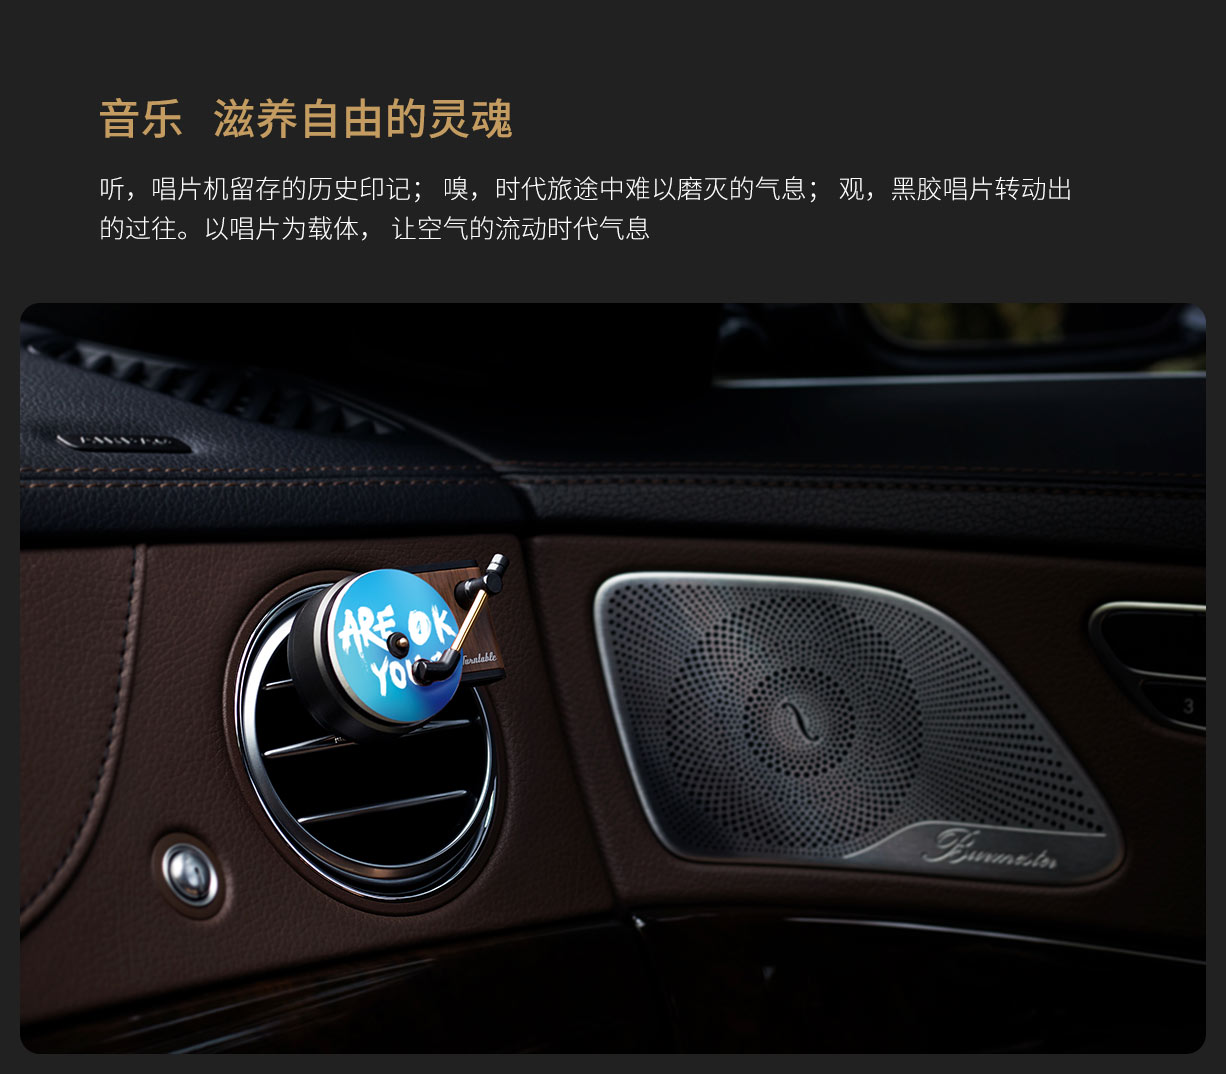 音乐 滋养自由的灵魂
听，唱片机留存的历史印记； 嗅，时代旅途中难以磨灭的气息； 观，黑胶唱片转动出
的过往。以唱片为载体， 让空气的流动时代气息
ARE OK
YOU
Turntable
Burmester
3